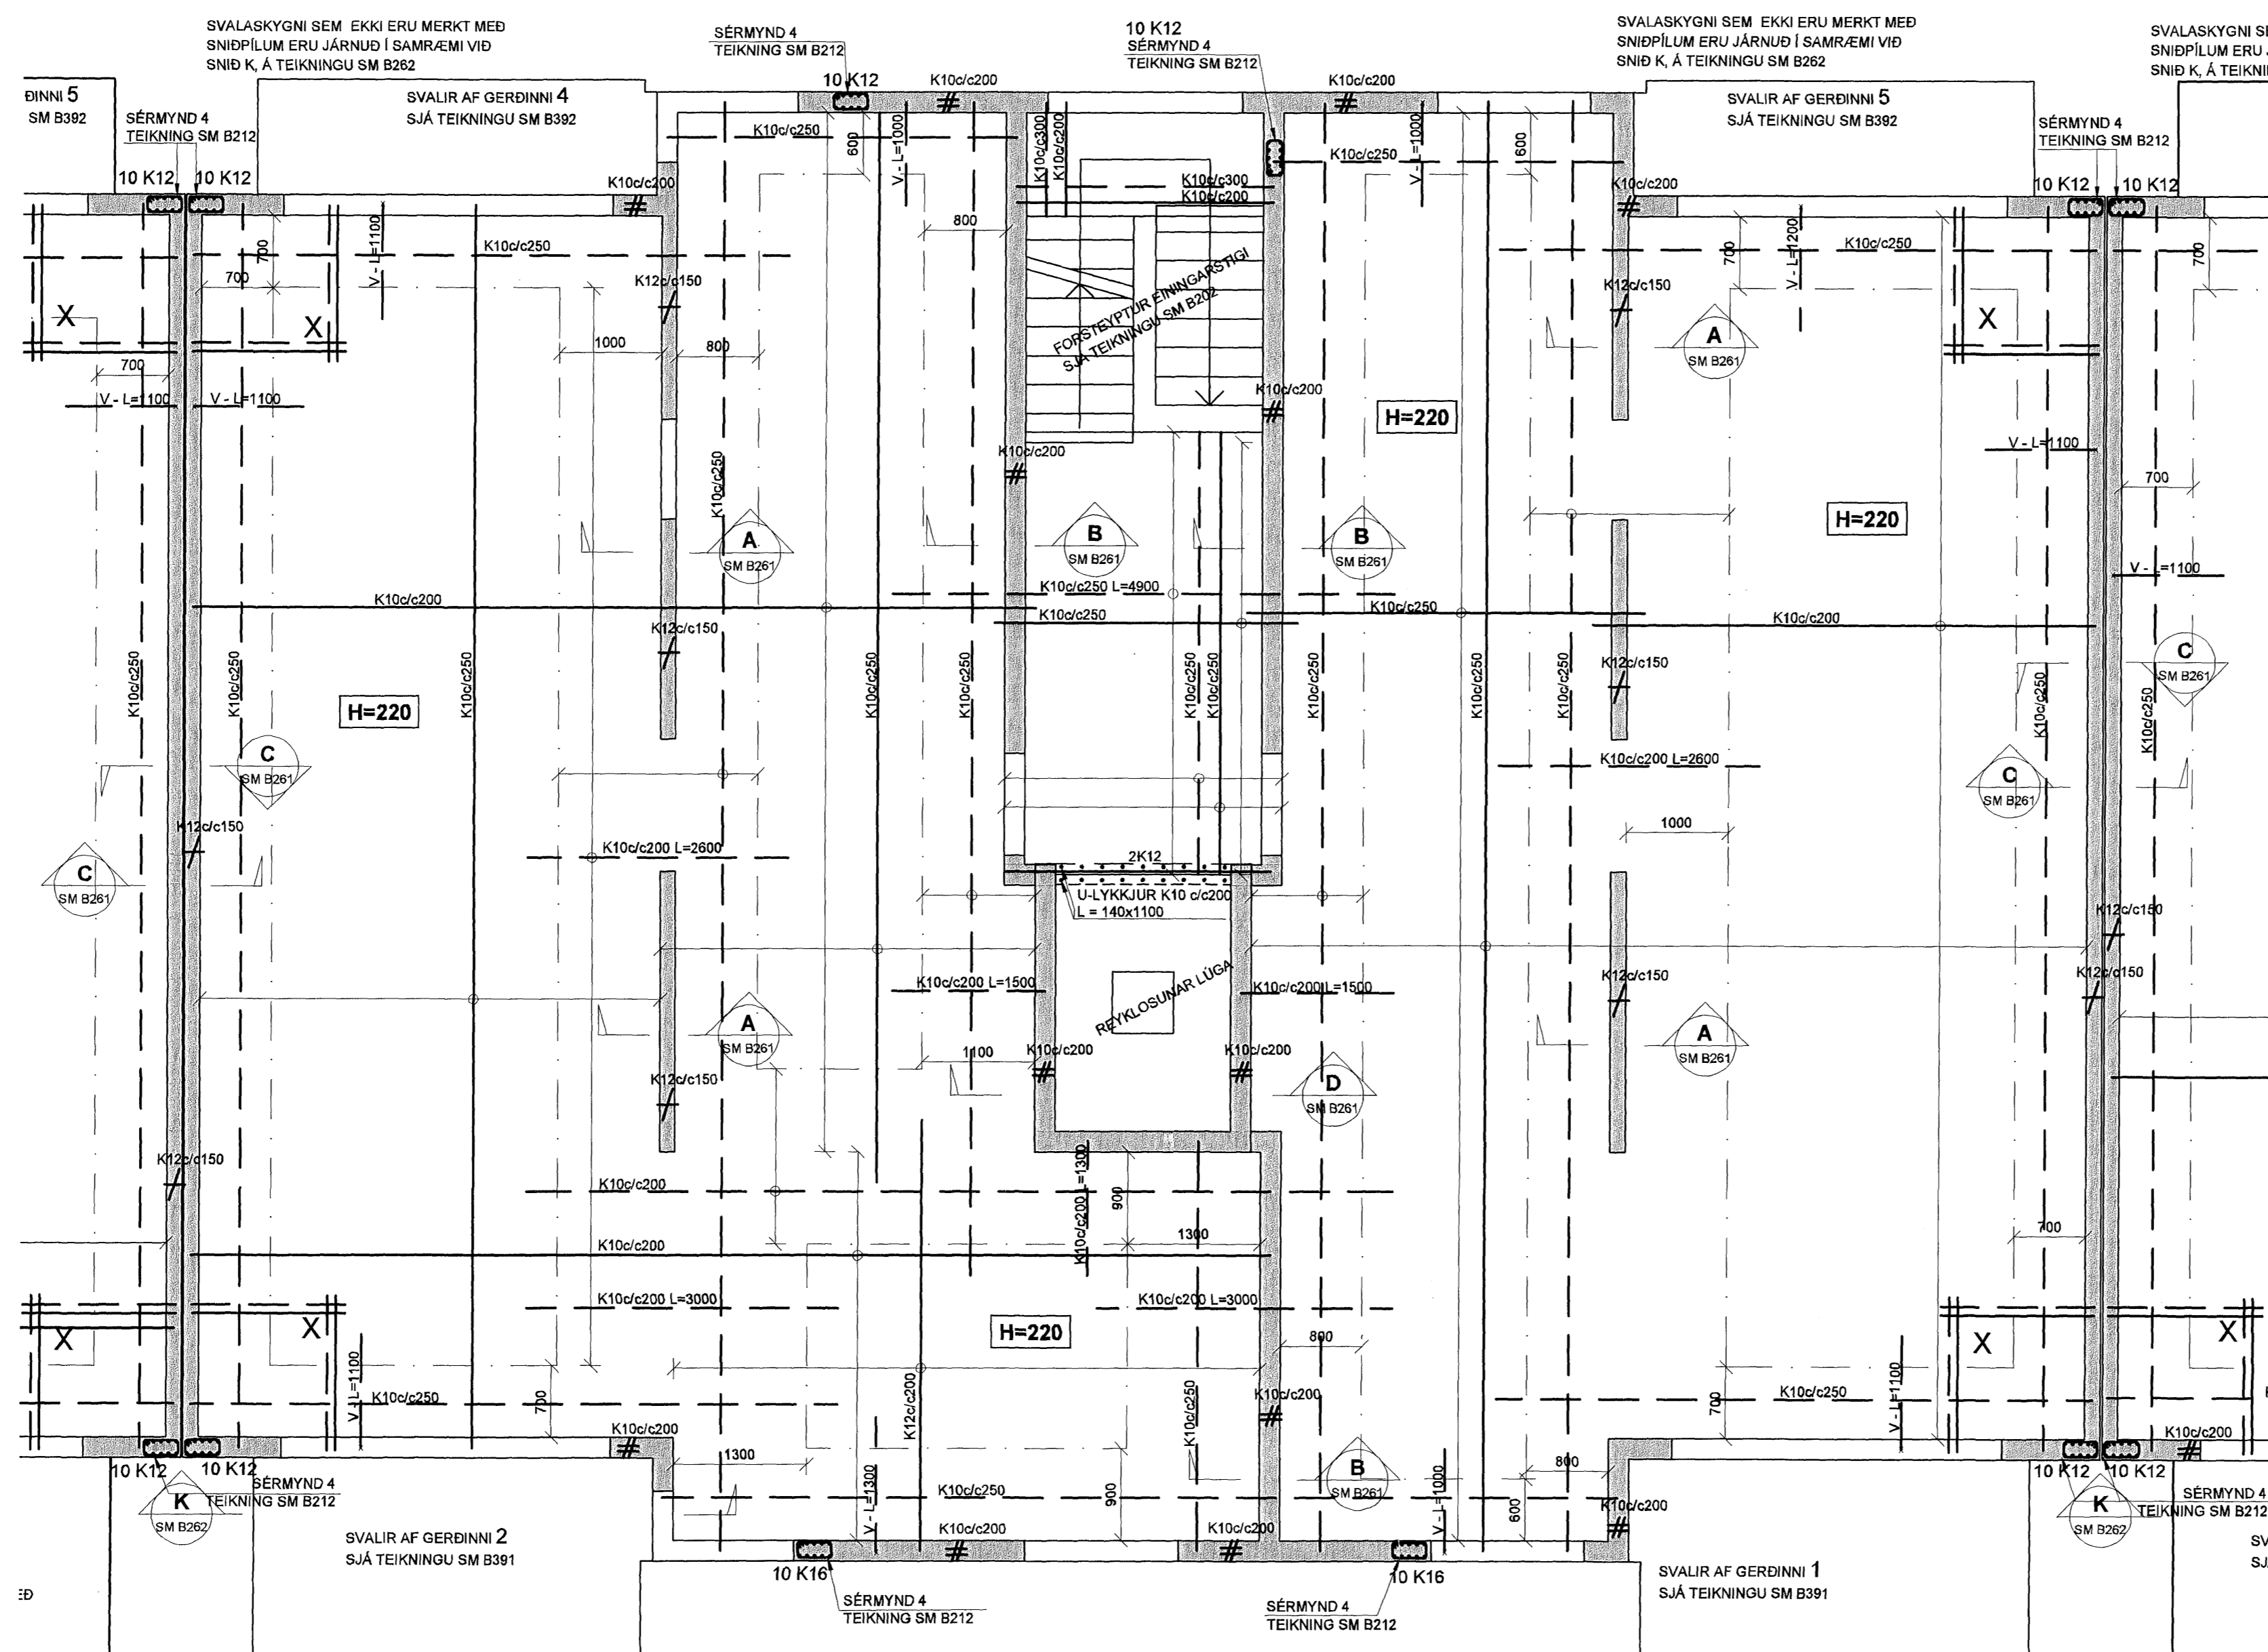 SVALASKYGNI SEM EKKI ERU MERKT MEÐ
SNIÐPÍLUM ERU JÁRNUÐ Í SAMRÆMI VIÐ
SNIÐ K, Á TEIKNINGU SM B262
SÉRMYND 4
TEIKNING SM B212
10 K12
10 K12
SÉRMYND 4
TEIKNING SM B212
SVALASKYGNI SEM EKKI ERU MERKT MEÐ
SNIÐPÍLUM ERU JÁRNUÐ Í SAMRÆMI VIÐ
SNIÐ K, Á TEIKNINGU SM B262
SVALASKYGNI
SNIÐPÍLUM ERU
SNIÐ K, Á
ÐINNI 5
SM B392
SÉRMYND 4
TEIKNING SM B212
10 K12
10 K12
SVALIR AF GERÐINNI 4
SJÁ TEIKNINGU SM B392
K10c/c200
K10c/c200
SVALIR AF GERÐINNI 5
SJÁ TEIKNINGU SM B392
SÉRMYND 4
TEIKNING SM B212
10 K12
10 K12
K10c/c250
600
V - L=1000
K10c/c300
K10c/c200
K10c/c300
K10c/c200
K10c/c250
V - L=1000
600
K10c/c200
K10c/c200
700
700
V - L=1100
K10c/c250
800
K10c/c250
700
V - L=1200
700
X
X
X
K12c/c150
K12c/c150
FORSTEYPTUR EININGARSTIGI
SJÁ TEIKNINGU SM B202
A
SM B261
700
1000
800
V - L=1100
V - L=1100
K10c/c200
H=220
V - L=1100
K10c/c200
K10c/c250
700
A
SM B261
B
SM B261
B
SM B261
H=220
V - L=1100
K10c/c200
K10c/c250 L=4900
K10c/c250
K10c/c250
K10c/c200
K12c/c150
K12c/c150
C
SM B261
K10c/c250
K10c/c250
K10c/c250
K10c/c250
K10c/c250
K10c/c250
K10c/c250
K10c/c250
K10c/c250
K10c/c250
K10c/c250
K10c/c250
H=220
C
SM B261
K10c/c200 L=2600
C
SM B261
K12c/c150
K10c/c200 L=2600
1000
C
SM B261
2K12
U-LYKKJUR K10 c/c200
L = 140x1100
K12c/c150
K12c/c150
K12c/c150
K10c/c200 L=1500
REYKLOSUNAR LÚGA
K10c/c200 L=1500
A
SM B261
A
SM B261
1100
K10c/c200
K10c/c200
K12c/c150
D
SM B261
K12c/c150
K10c/c200
K10c/c200 L=1300
900
1300
700
K10c/c200
K10c/c200 L=3000
K10c/c200 L=3000
H=220
X
X
X
X
800
V - L=1100
K10c/c250
700
K12c/c200
K10c/c250
K10c/c200
K10c/c250
700
V - L=1100
K10c/c200
K10c/c200
10 K12
10 K12
K
SM B262
SÉRMYND 4
TEIKNING SM B212
1300
V - L=1300
K10c/c250
900
B
SM B261
V - L=1000
800
600
K10c/c200
10 K12
10 K12
K
SM B262
SÉRMYND 4
TEIKNING SM B212
SVALIR AF GERÐINNI 2
SJÁ TEIKNINGU SM B391
K10c/c200
K10c/c200
10 K16
10 K16
SÉRMYND 4
TEIKNING SM B212
SÉRMYND 4
TEIKNING SM B212
SVALIR AF GERÐINNI 1
SJÁ TEIKNINGU SM B391